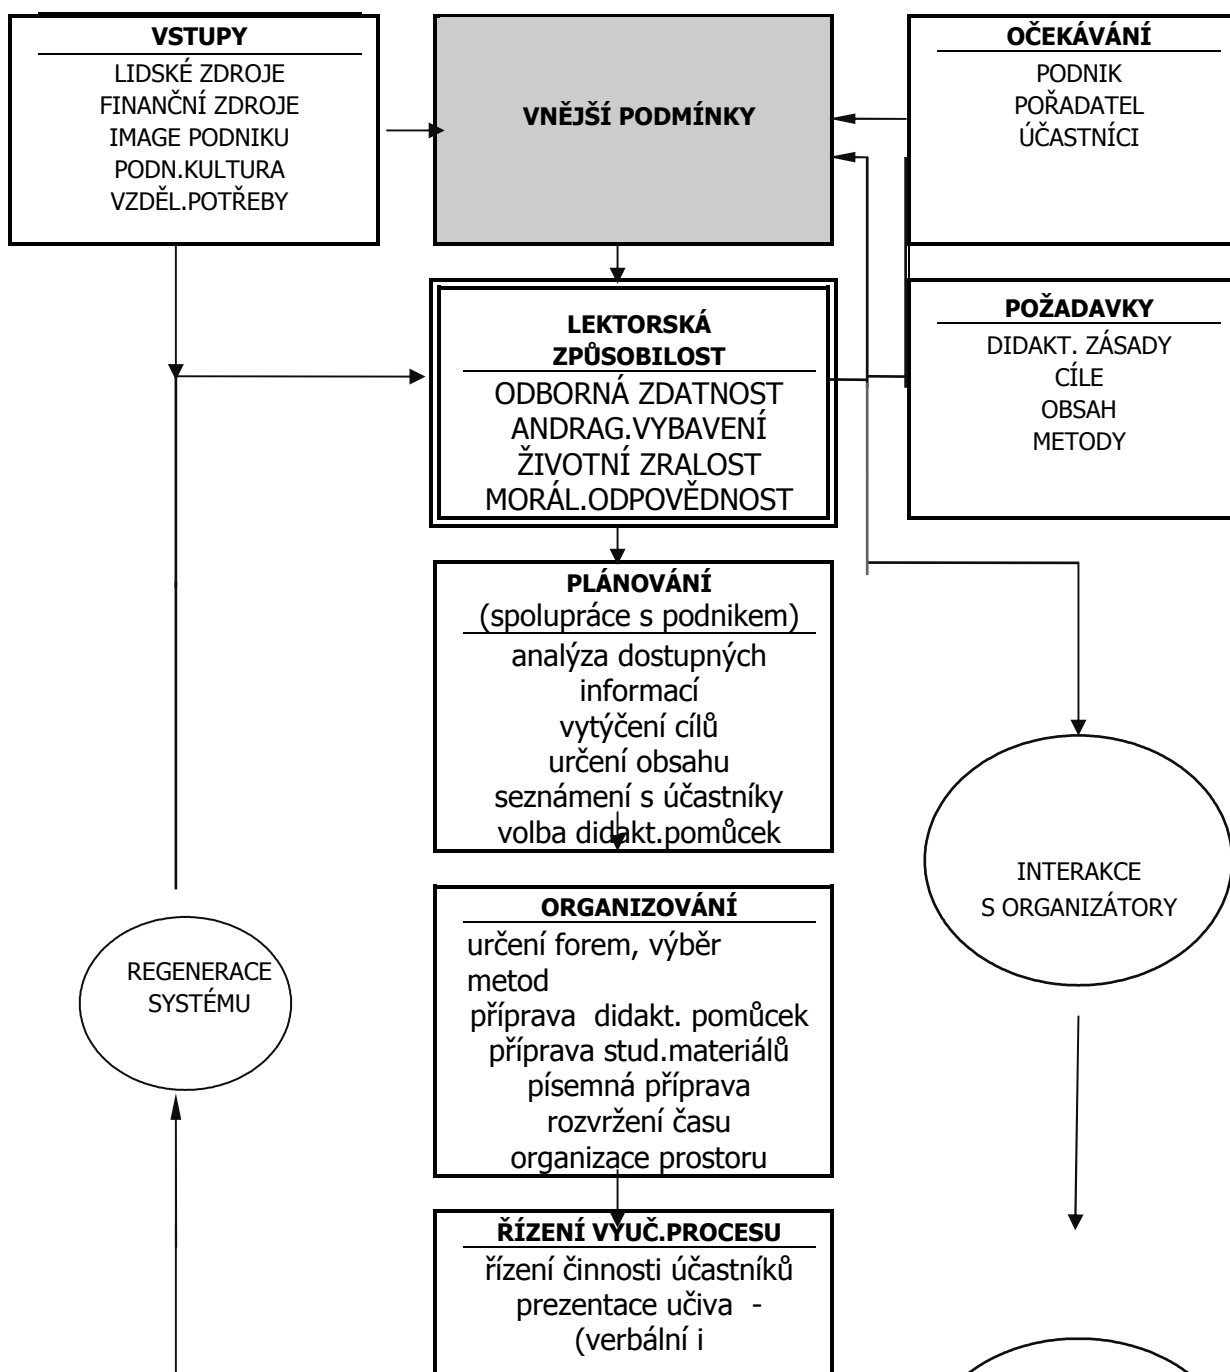 VSTUPY
LIDSKÉ ZDROJE
FINANČNÍ ZDROJE
IMAGE PODNIKU
PODN.KULTURA
VZDĚL.POTŘEBY
VNĚJŠÍ PODMÍNKY
OČEKÁVÁNÍ
PODNIK
POŘADATEL
ÚČASTNÍCI
LEKTORSKÁ
ZPŮSOBILOST
ODBORNÁ ZDATNOST
ANDRAG.VYBAVENÍ
ŽIVOTNÍ ZRALOST
MORÁL.ODPOVĚDNOST
POŽADAVKY
DIDAKT. ZÁSADY
CÍLE
OBSAH
METODY
PLÁNOVÁNÍ
(spolupráce s podnikem)
analýza dostupných
informací
vytýčení cílů
určení obsahu
seznámení s účastníky
volba didakt.pomůcek
INTERAKCE
S ORGANIZÁTORY
REGENERACE
SYSTÉMU
ORGANIZOVÁNÍ
určení forem, výběr
metod
příprava  didakt. pomůcek
příprava stud.materiálů
písemná příprava
rozvržení času
organizace prostoru
ŘÍZENÍ VYUČ.PROCESU
řízení činnosti účastníků
prezentace učiva  -
(verbální i